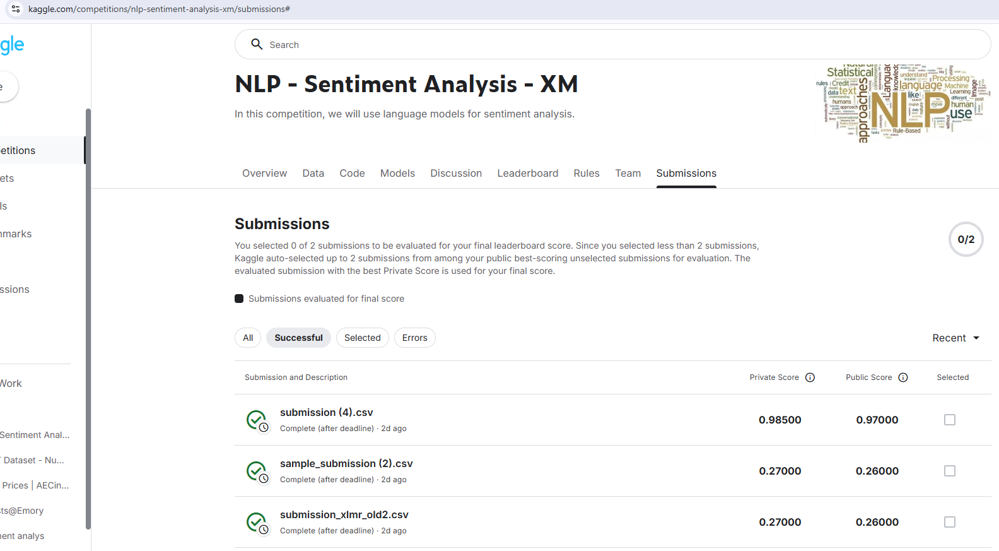 kaggle.com/competitions/nlp-sentiment-analysis-xm/submissions#
gle
Search
e
etitions
ets
ls
nmarks
ssions
Work
Sentiment Anal...
Dataset - Nu...
Prices | AECin...
ts@Emory
ent analys
NLP - Sentiment Analysis - XM
In this competition, we will use language models for sentiment analysis.
Statistical
understand
Processing
rules Credit know
language Machine
data text
Learning
like
different
humans
approach
NLP
human
use
approaches
Rule-Based
Overview Data Code Models Discussion Leaderboard Rules Team Submissions
Submissions
You selected 0 of 2 submissions to be evaluated for your final leaderboard score. Since you selected less than 2 submissions,
Kaggle auto-selected up to 2 submissions from among your public best-scoring unselected submissions for evaluation. The
evaluated submission with the best Private Score is used for your final score.
0/2
Submissions evaluated for final score
All Successful Selected Errors Recent
Submission and Description Private Score Public Score Selected
submission (4).csv
Complete (after deadline) · 2d ago
0.98500 0.97000
sample_submission (2).csv
Complete (after deadline) · 2d ago
0.27000 0.26000
submission_xlmr_old2.csv
Complete (after deadline) · 2d ago
0.27000 0.26000